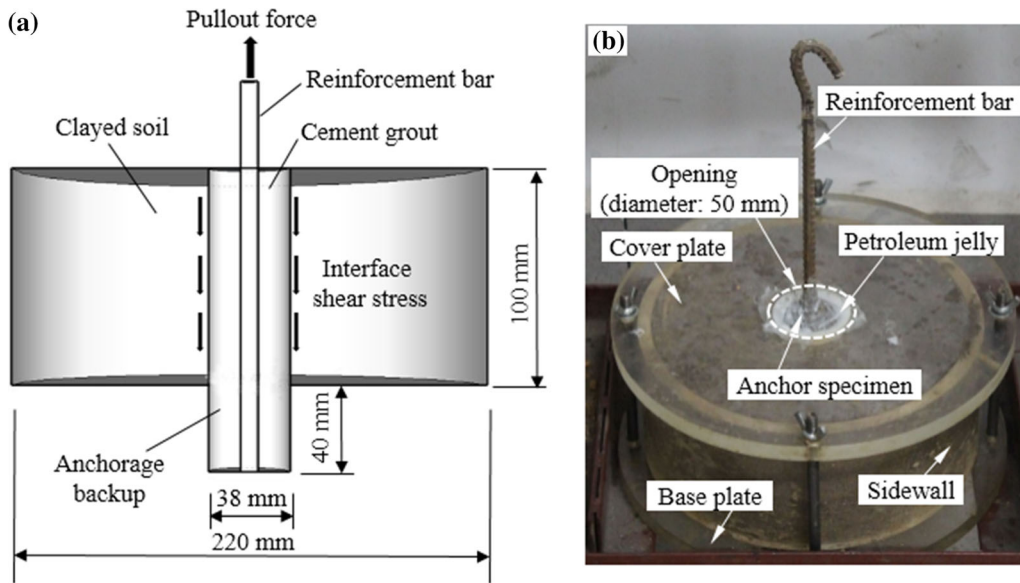 (a)
Pullout force
Reinforcement bar
Clayed soil
Cement grout
Interface
shear stress
100 mm
40 mm
Anchorage
backup
38 mm
220 mm
(b)
Reinforcement bar
Opening
(diameter: 50 mm)
Cover plate
Petroleum jelly
Anchor specimen
Base plate
Sidewall